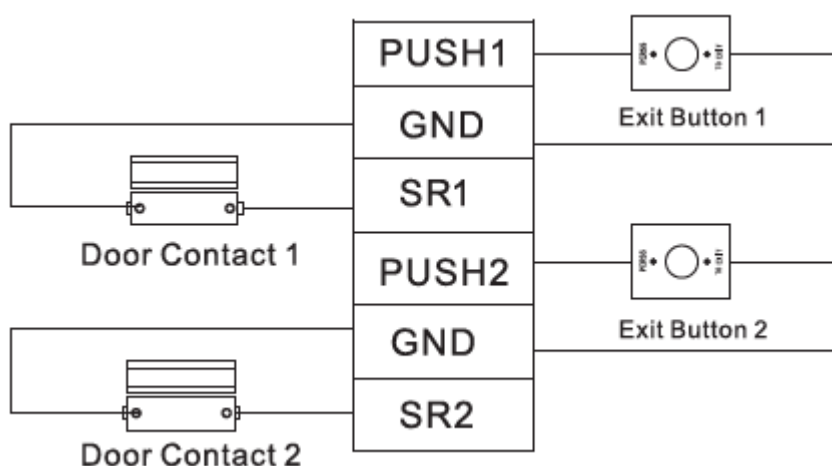 PUSH1
GND
SR1
PUSH2
GND
SR2
Exit Button 1
Exit Button 2
Door Contact 1
Door Contact 2